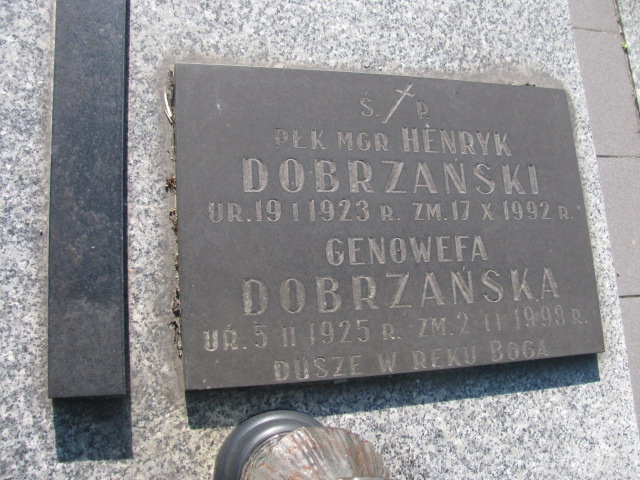 Ś. P.
PŁK MGR HENRYK
DOBRZAŃSKI
UR. 19 I 1923 R. ZM. 17 X 1992 R.
GENOWEFA
DOBRZAŃSKA
UR. 5 II 1925 R. ZM. 2 II 1998 R.
DUSZE W RĘKU BOGA